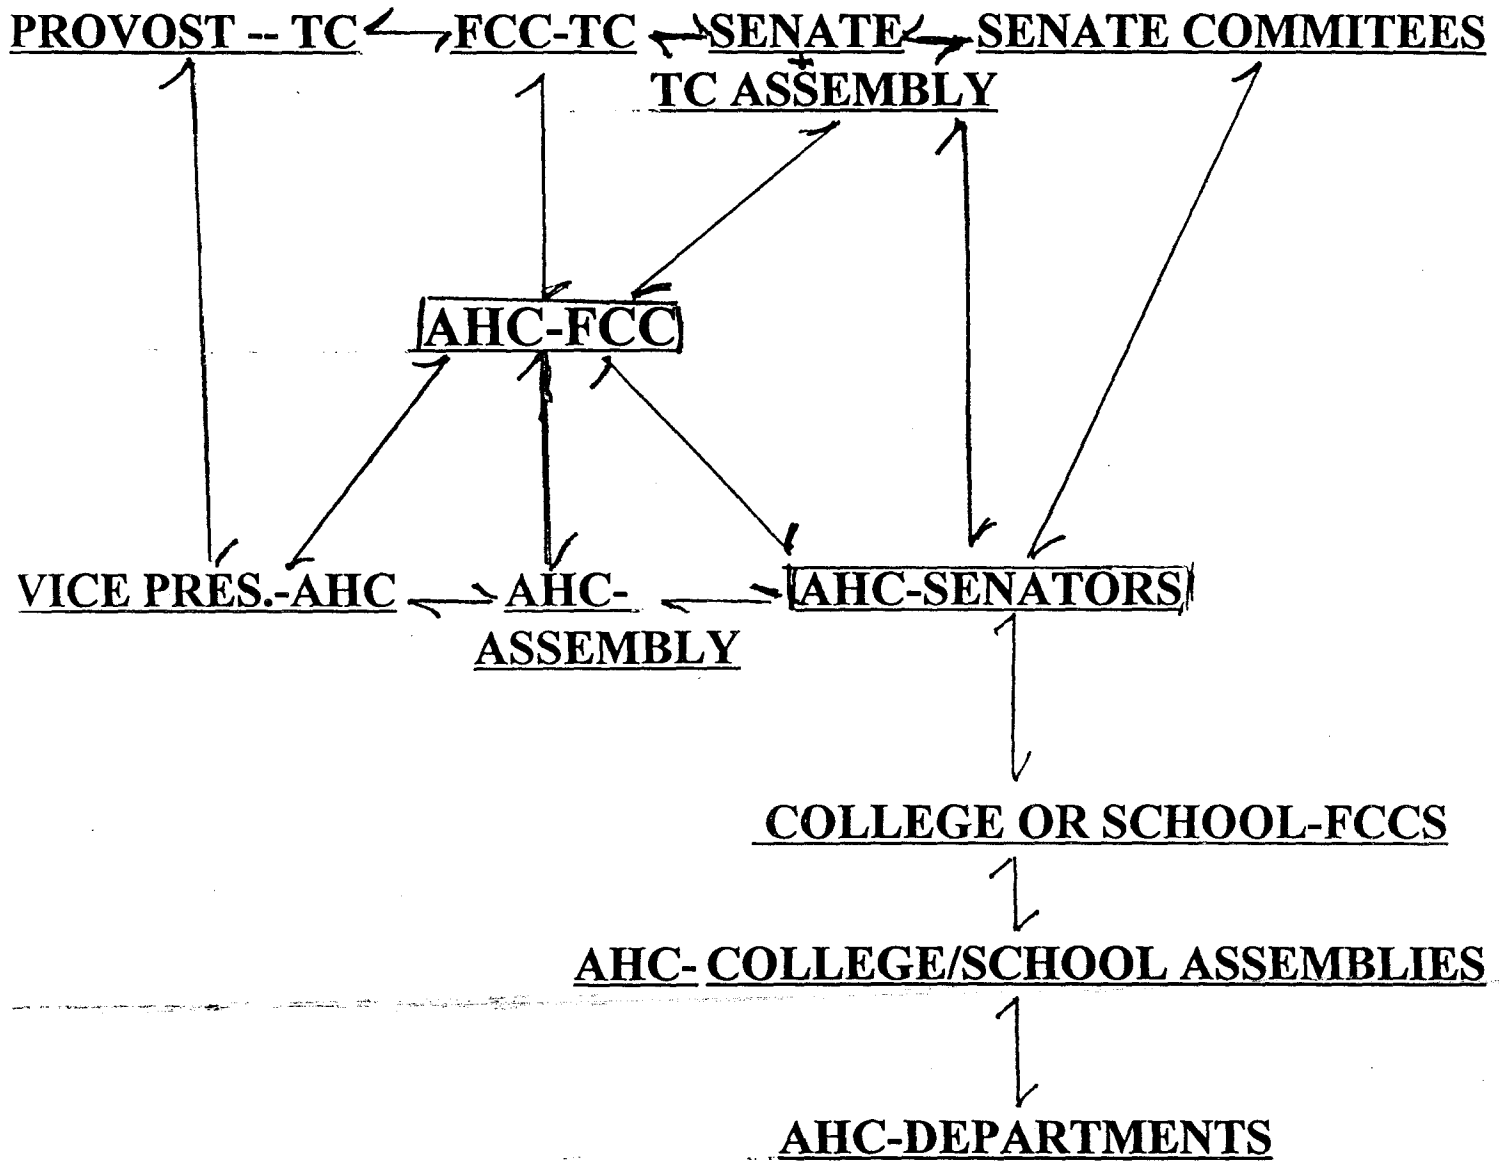 PROVOST -- TC FCC-TC SENATE SENATE COMMITEES
+
TC ASSEMBLY
AHC-FCC
VICE PRES.-AHC AHC- AHC-SENATORS
ASSEMBLY
COLLEGE OR SCHOOL-FCCS
AHC- COLLEGE/SCHOOL ASSEMBLIES
AHC-DEPARTMENTS